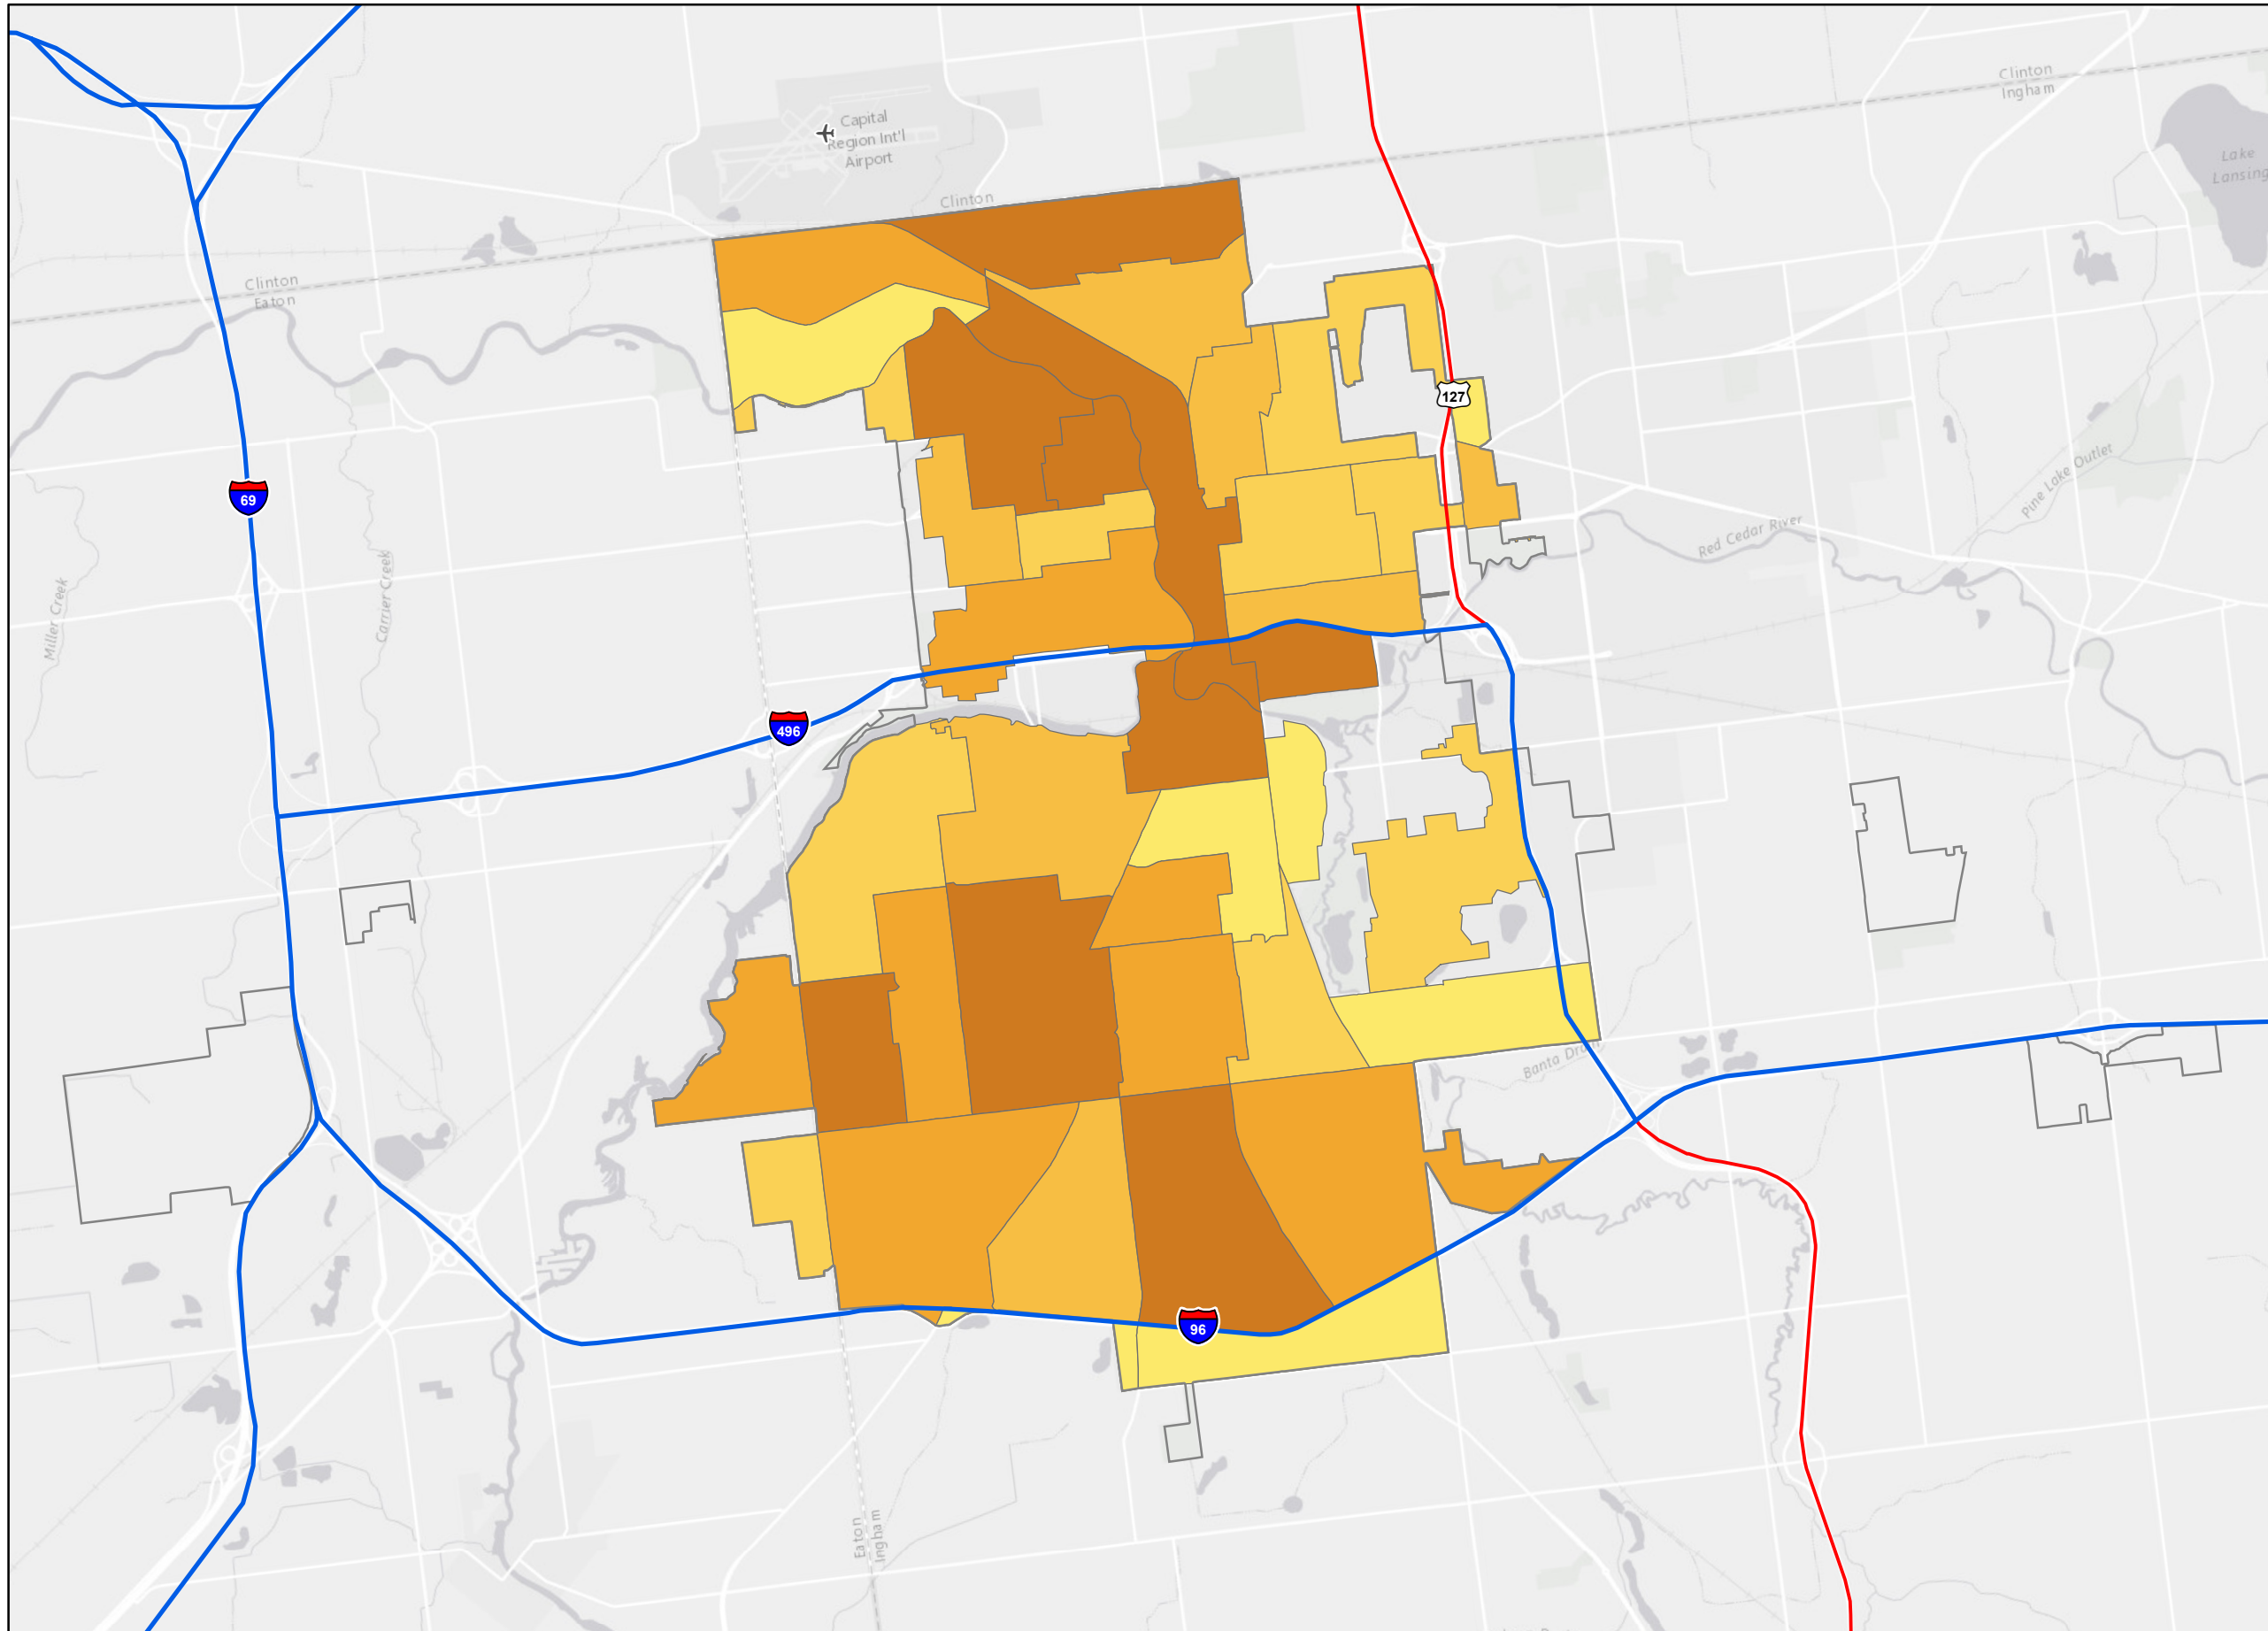 Clinton
Ingham
Capital
Region Int'l
Airport
Lake
Lansing
Clinton
Clinton
Eaton
127
Pine Lake Outlet
69
Red Cedar River
Miller Creek
Carrier Creek
496
Banta Drain
96
Eaton
Ingham